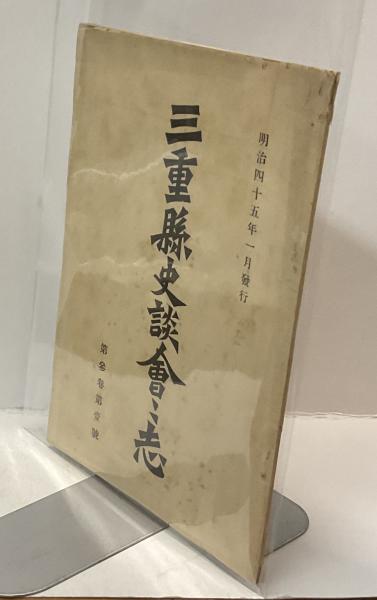 明治四十五年一月發行
三重縣史談會々志
第參卷第壹號